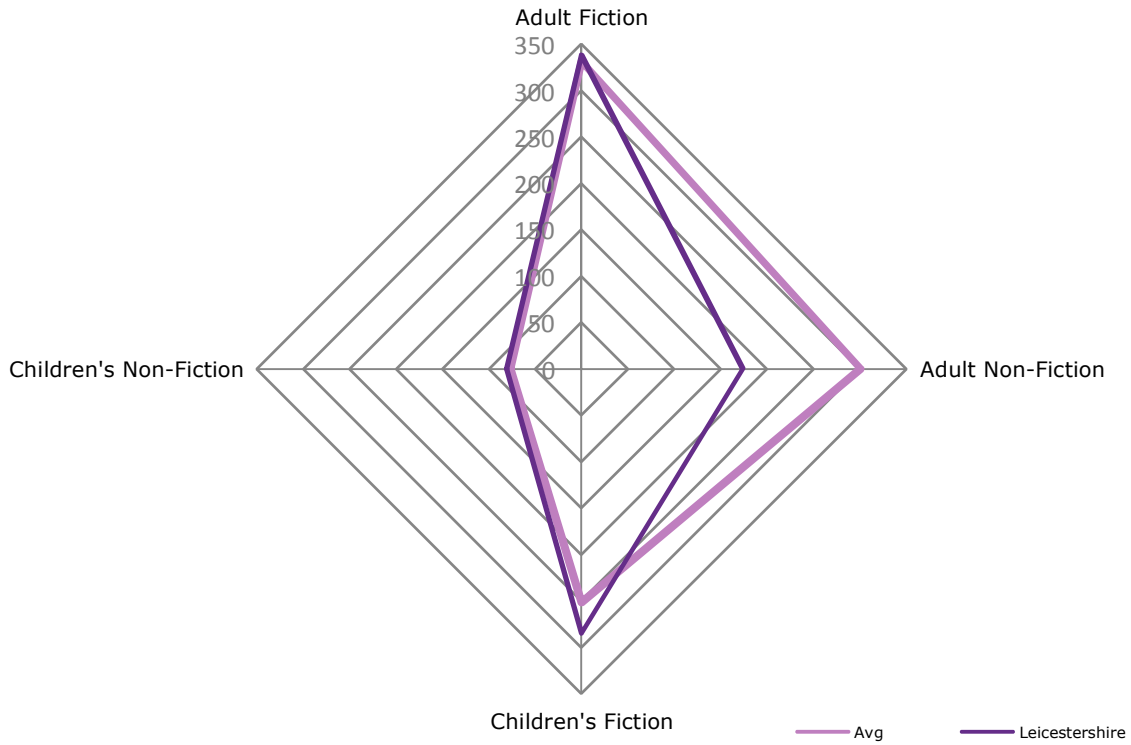 Adult Fiction
350
300
250
200
150
100
50
0
Children's Non-Fiction
Adult Non-Fiction
Children's Fiction
Avg
Leicestershire